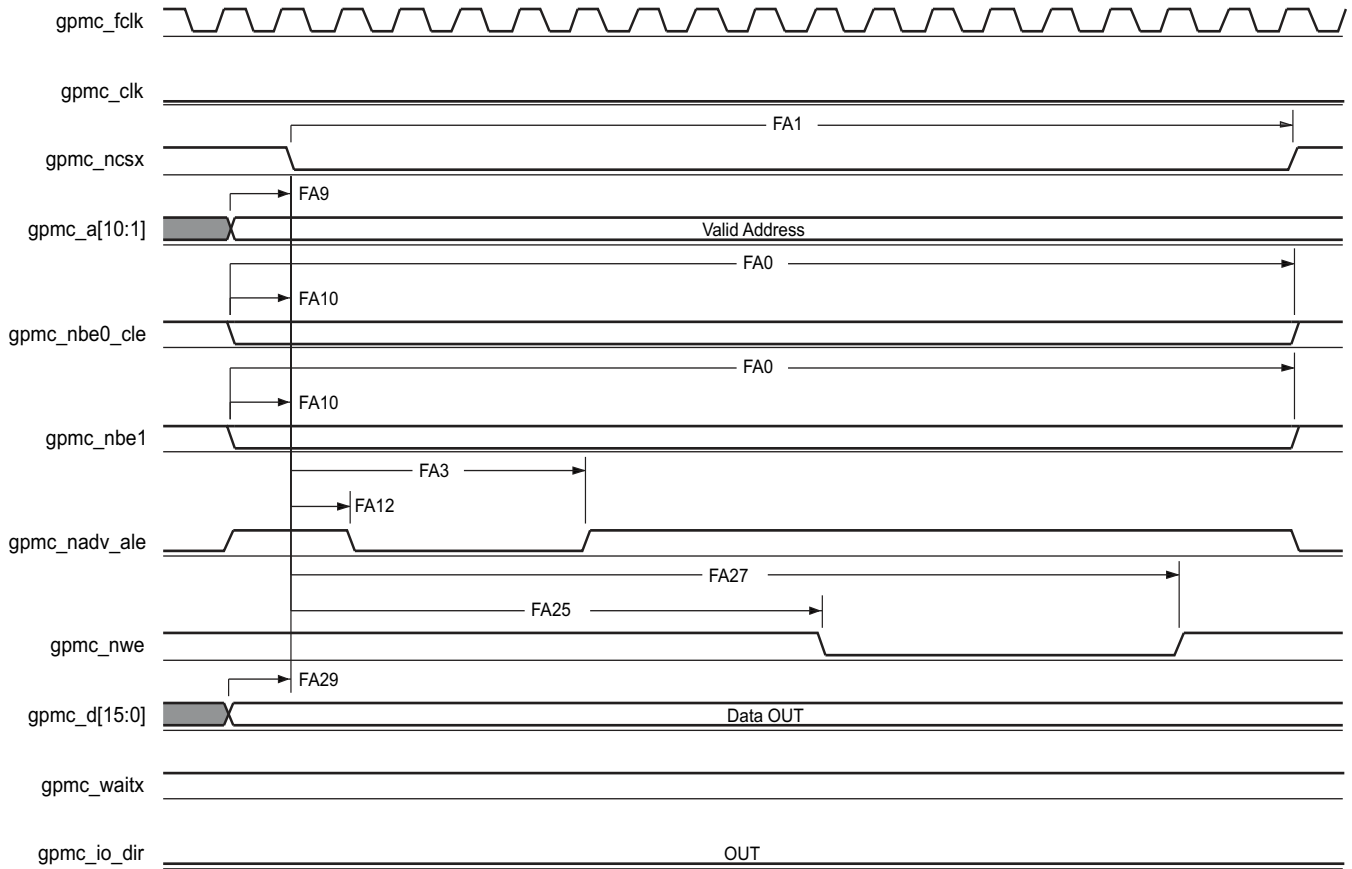 gpmc_fclk
gpmc_clk
FA1
gpmc_ncsx
FA9
gpmc_a[10:1]
Valid Address
FA0
FA10
gpmc_nbe0_cle
FA0
FA10
gpmc_nbe1
FA3
FA12
gpmc_nadv_ale
FA27
FA25
gpmc_nwe
FA29
gpmc_d[15:0]
Data OUT
gpmc_waitx
gpmc_io_dir
OUT